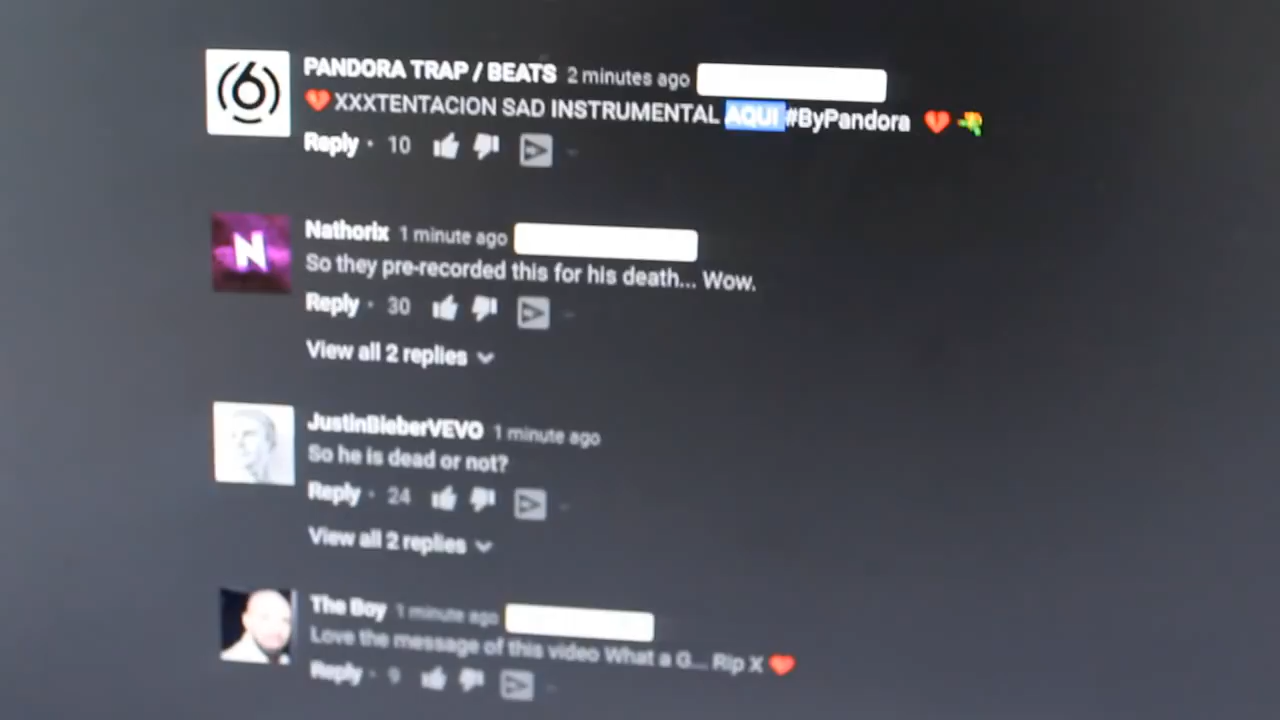 PANDORA TRAP / BEATS 2 minutes ago
XXXTENTACION SAD INSTRUMENTAL AQUI #ByPandora
Reply · 10
Nathorix 1 minute ago
So they pre-recorded this for his death... Wow.
Reply · 30
View all 2 replies
JustinBieberVEVO 1 minute ago
So he is dead or not?
Reply · 24
View all 2 replies
The Boy 1 minute ago
Love the message of this video What a G... Rip X
Reply · 9